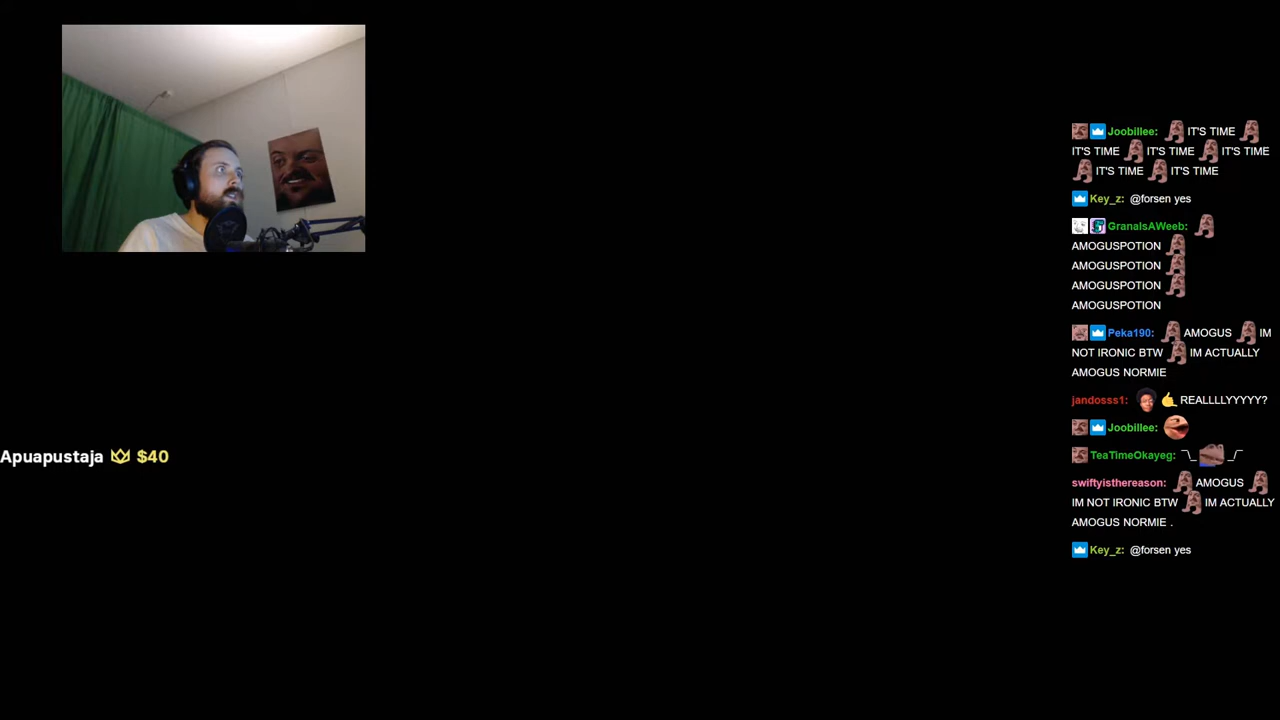 Joobillee: IT'S TIME
IT'S TIME IT'S TIME IT'S TIME
IT'S TIME IT'S TIME
Key_z: @forsen yes
GranaIsAWeeb:
AMOGUSPOTION
AMOGUSPOTION
AMOGUSPOTION
AMOGUSPOTION
Peka190: AMOGUS IM
NOT IRONIC BTW IM ACTUALLY
AMOGUS NORMIE
jandosss1: REALLLLYYYYY?
Joobillee:
Apuapustaja $40
TeaTimeOkayeg: ¯\_ _/¯
swiftyisthereason: AMOGUS
IM NOT IRONIC BTW IM ACTUALLY
AMOGUS NORMIE .
Key_z: @forsen yes